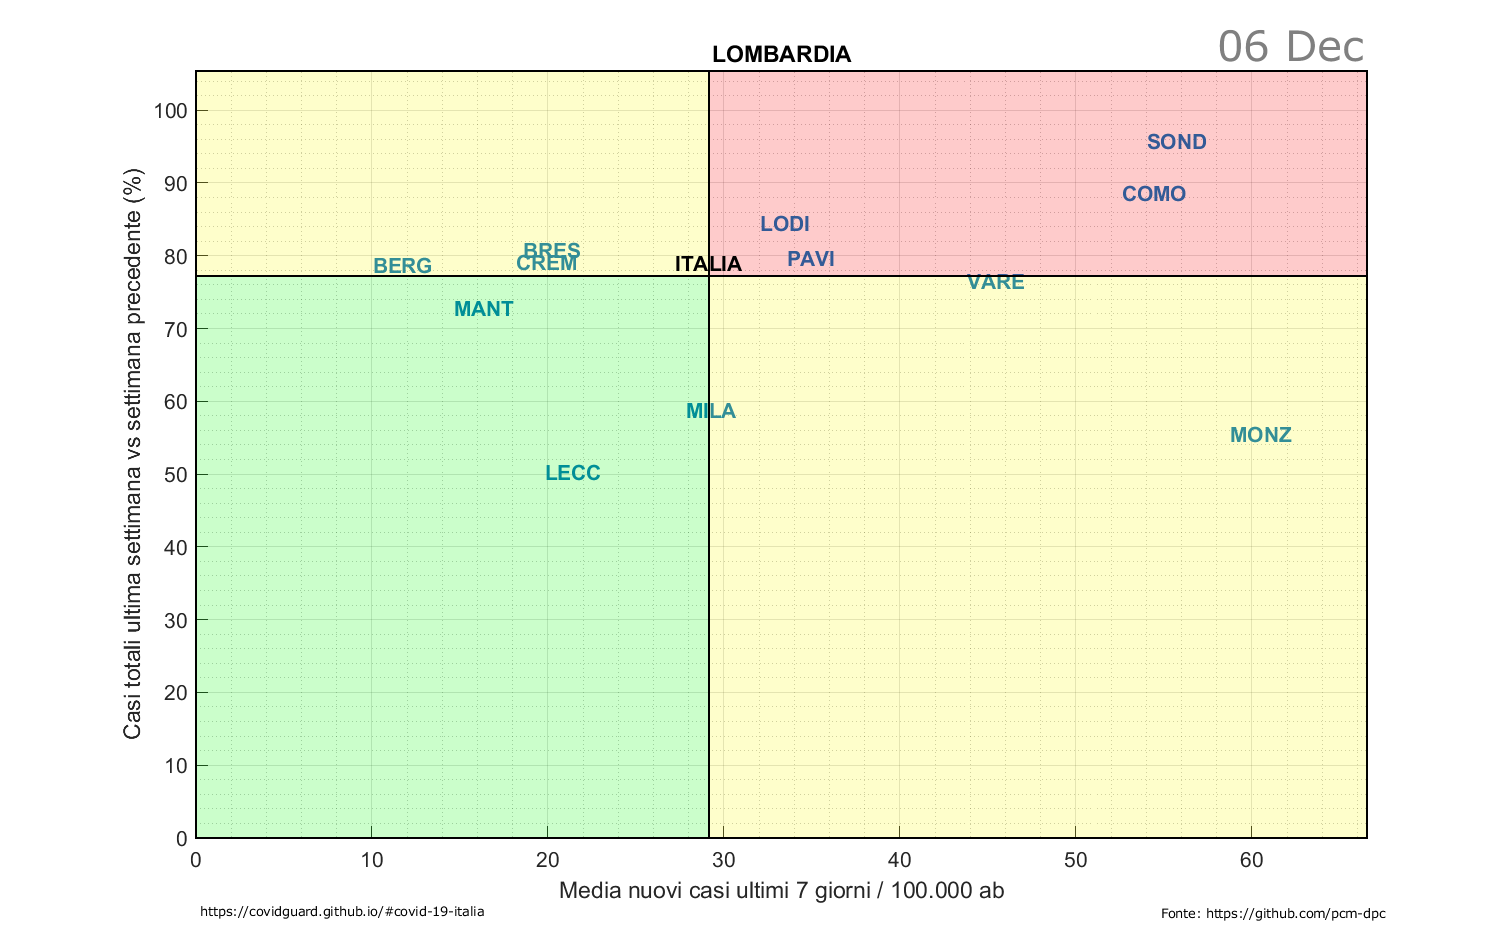 06 Dec
LOMBARDIA
100
90
80
70
60
50
40
30
20
10
0
Casi totali ultima settimana vs settimana precedente (%)
SOND
COMO
LODI
BRES
PAVI
CREM
ITALIA
BERG
VARE
MANT
MILA
MONZ
LECC
0 10 20 30 40 50 60
Media nuovi casi ultimi 7 giorni / 100.000 ab
https://covidguard.github.io/#covid-19-italia
Fonte: https://github.com/pcm-dpc